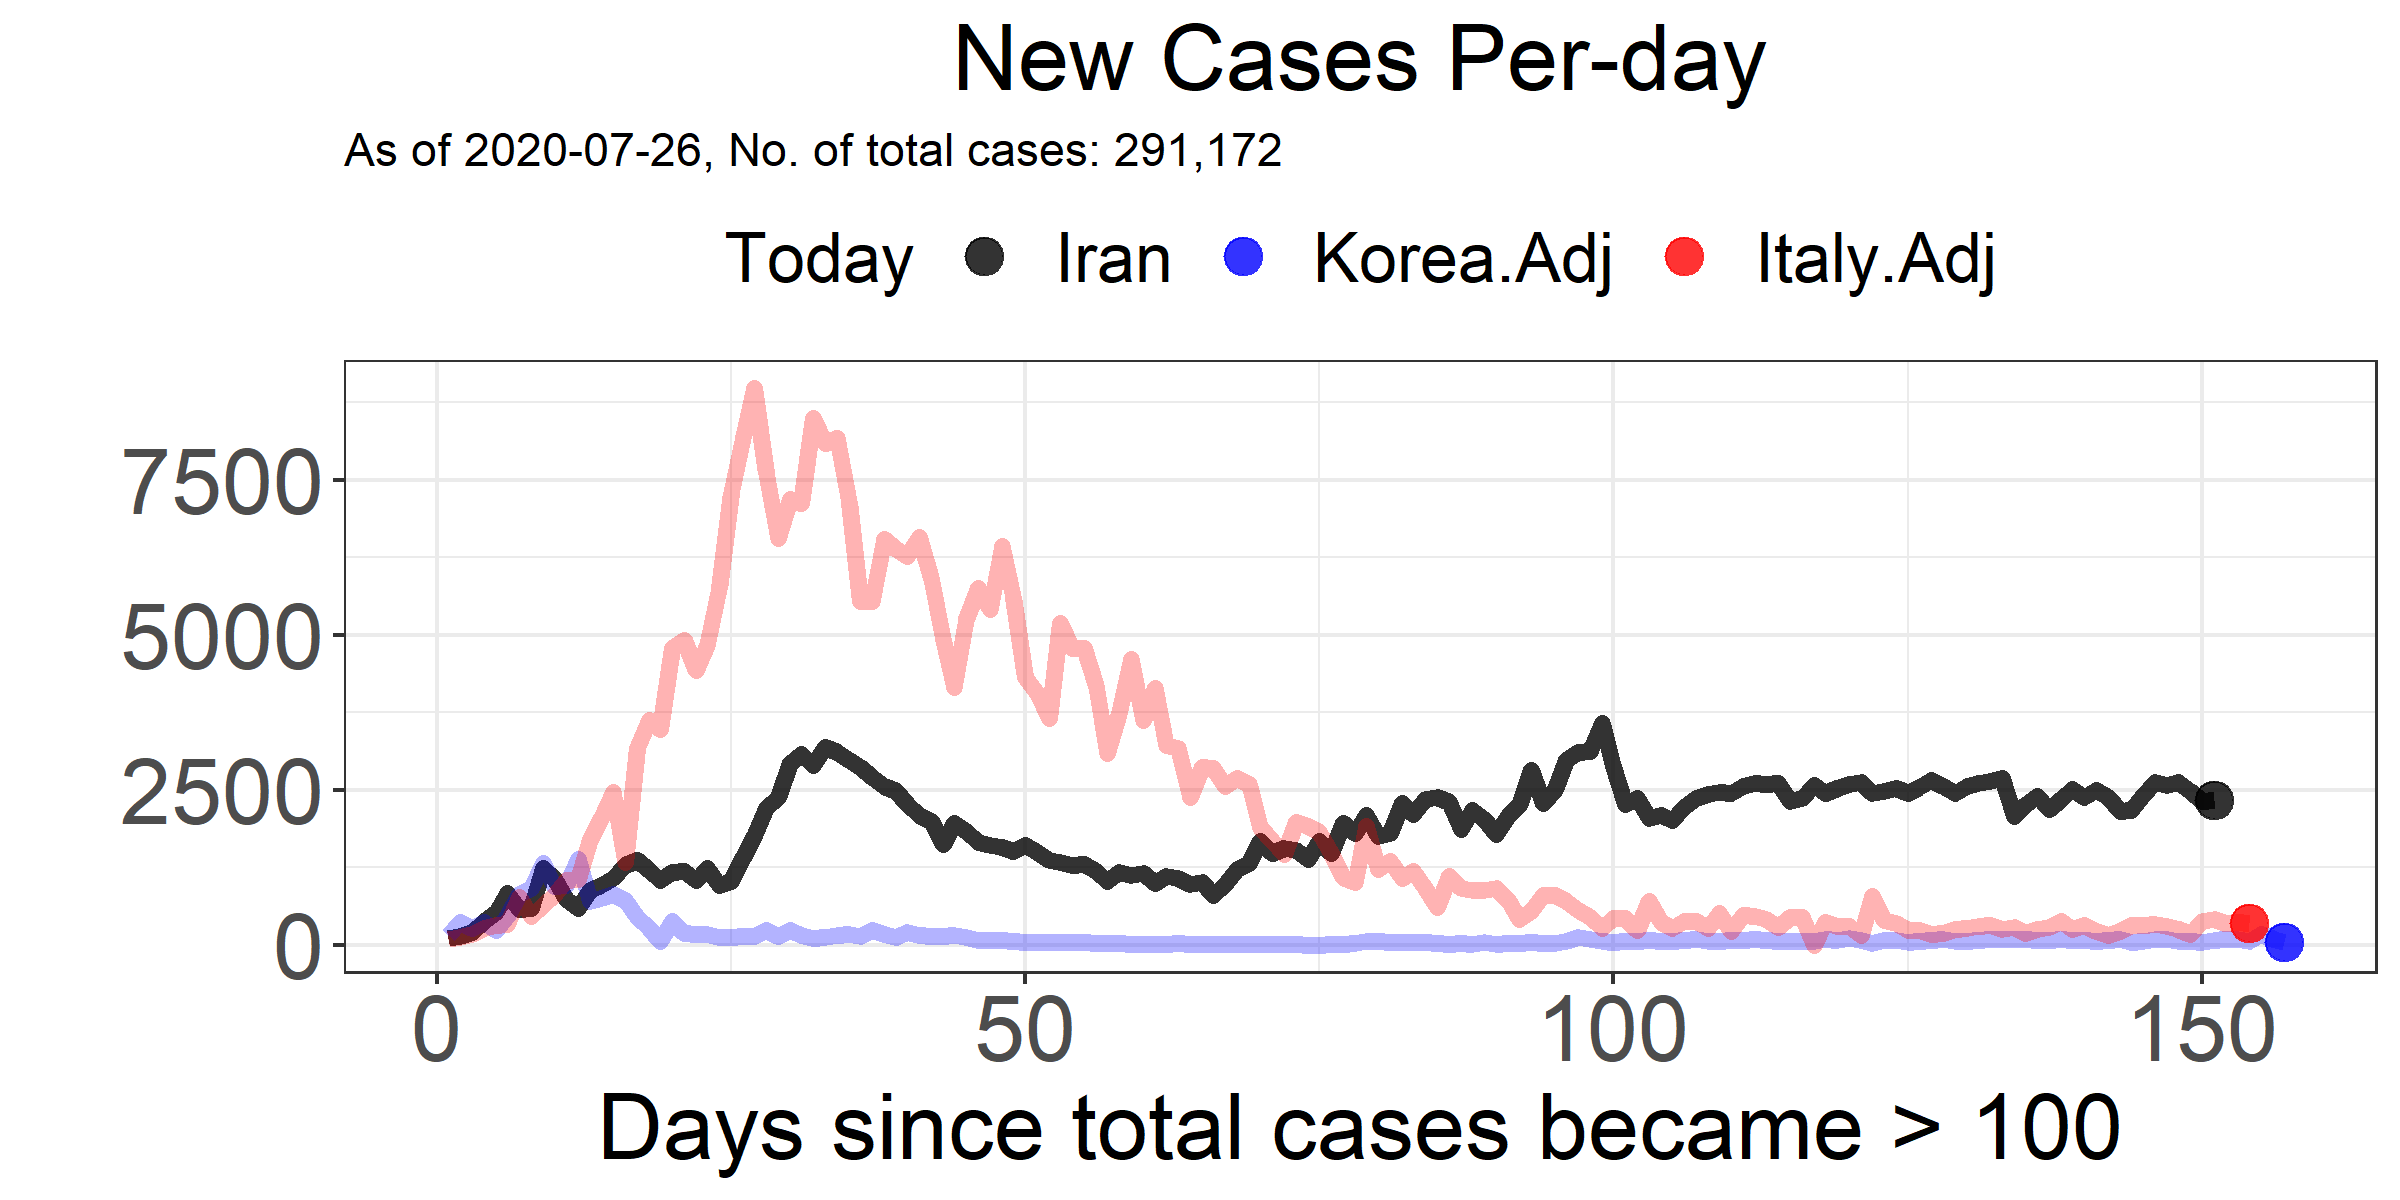 New Cases Per-day
As of 2020-07-26, No. of total cases: 291,172
Today Iran Korea.Adj Italy.Adj
7500
5000
2500
0
0 50 100 150
Days since total cases became > 100